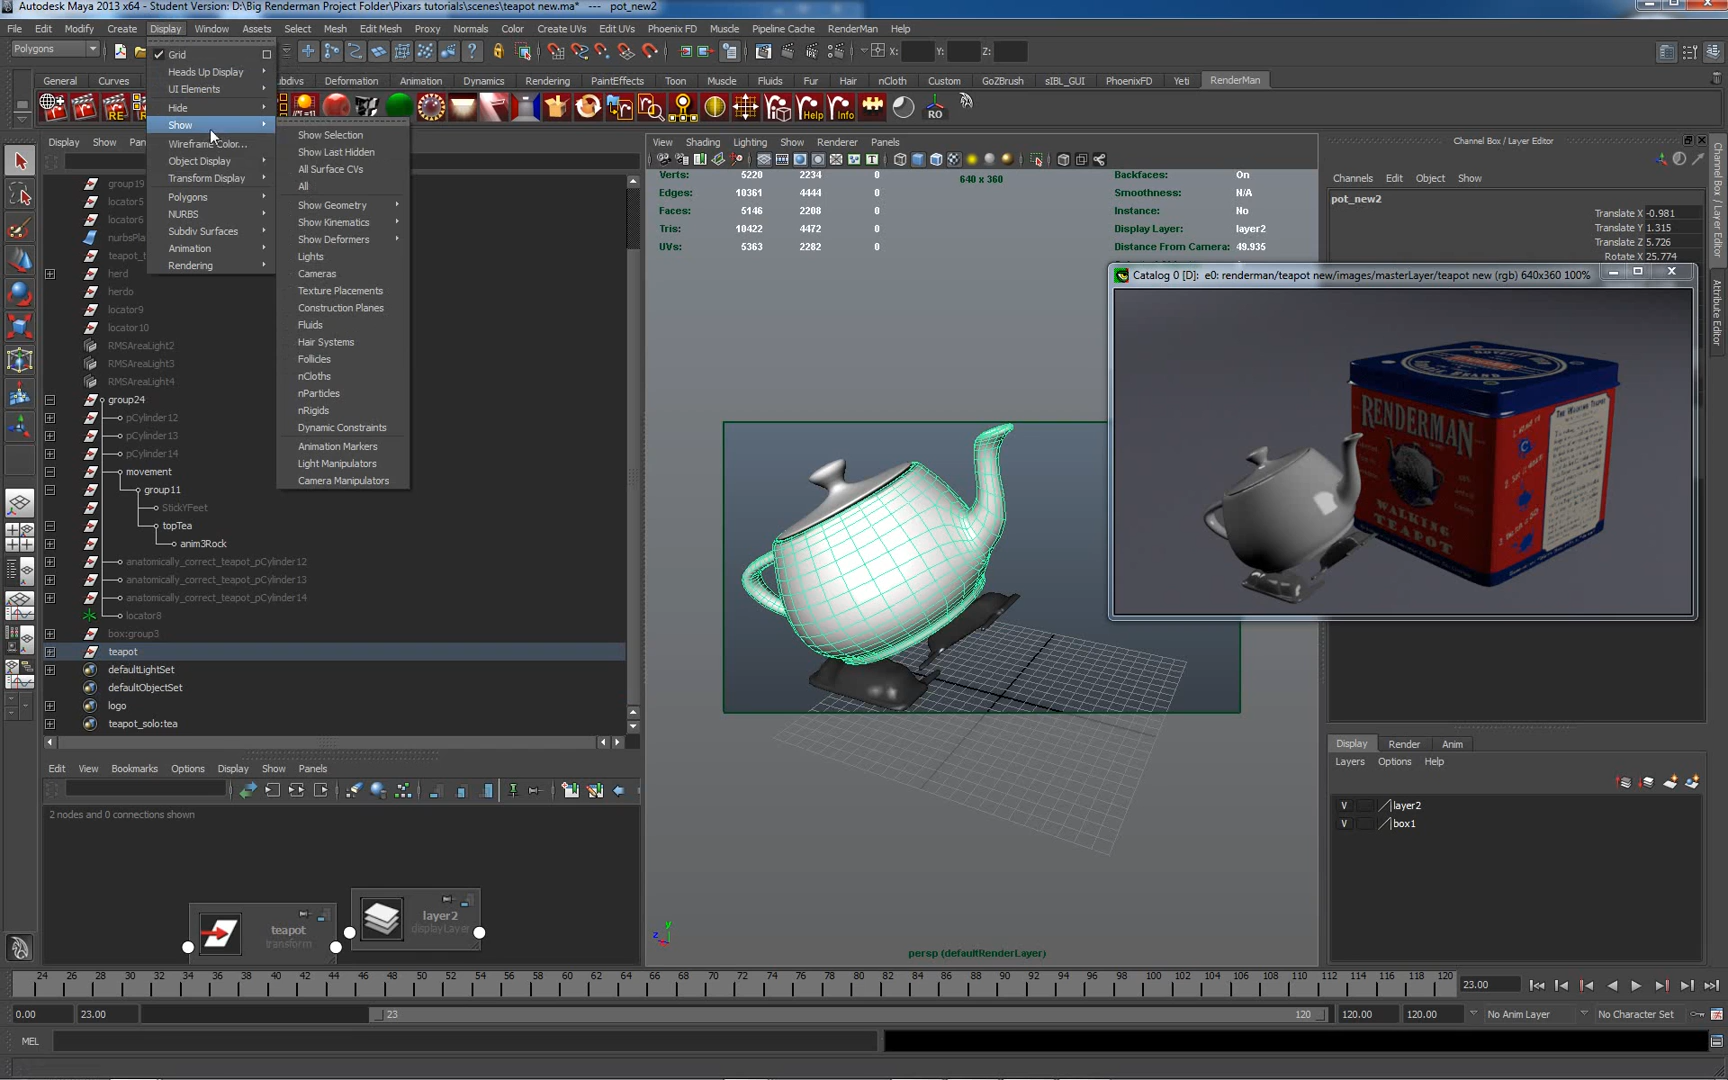 Autodesk Maya 2013 x64 - Student Version: D:\Big Renderman Project Folder\Pixars tutorials\scenes\teapot new.ma* --- pot_new2
File Edit Modify Create Display Window Assets Select Mesh Edit Mesh Proxy Normals Color Create UVs Edit UVs Phoenix FD Muscle Pipeline Cache RenderMan Help
Polygons
X: Y: Z:
General Curves Deformation Animation Dynamics Rendering PaintEffects Toon Muscle Fluids Fur Hair nCloth Custom GoZBrush sIBL_GUI PhoenixFD Yeti RenderMan
Grid
Heads Up Display
UI Elements
Hide
Show
Wireframe Color...
Object Display
Transform Display
Polygons
NURBS
Subdiv Surfaces
Animation
Rendering
Show Selection
Show Last Hidden
All Surface CVs
All
Show Geometry
Show Kinematics
Show Deformers
Lights
Cameras
Texture Placements
Construction Planes
Fluids
Hair Systems
Follicles
nCloths
nParticles
nRigids
Dynamic Constraints
Animation Markers
Light Manipulators
Camera Manipulators
Display Show Pan
group19
locator5
locator6
nurbsPla
herd
herdo
locator9
locator10
RMSAreaLight2
RMSAreaLight3
RMSAreaLight4
group24
pCylinder12
pCylinder13
pCylinder14
movement
group11
StickYFeet
topTea
anim3Rock
anatomically_correct_teapot_pCylinder12
anatomically_correct_teapot_pCylinder13
anatomically_correct_teapot_pCylinder14
locator8
box:group3
teapot
defaultLightSet
defaultObjectSet
logo
teapot_solo:tea
Edit View Bookmarks Options Display Show Panels
2 nodes and 0 connections shown
teapot
transform
layer2
displayLayer
View Shading Lighting Show Renderer Panels
Verts: 5220 2234 0
Edges: 10361 4444 0
Faces: 5146 2208 0
Tris: 10422 4472 0
UVs: 5363 2282 0
640 x 360
Backfaces: On
Smoothness: N/A
Instance: No
Display Layer: layer2
Distance From Camera: 49.935
persp (defaultRenderLayer)
Catalog 0 [D]: e0: renderman/teapot new/images/masterLayer/teapot new (rgb) 640x360 100%
RENDERMAN
WALKING
TEAPOT
THE WALKING TEAPOT
Channel Box / Layer Editor
Channels Edit Object Show
pot_new2
Translate X -0.981
Translate Y 1.315
Translate Z 5.726
Rotate X 25.774
Channel Box / Layer Editor
Attribute Editor
Display Render Anim
Layers Options Help
V layer2
V box1
24 26 28 30 32 34 36 38 40 42 44 46 48 50 52 54 56 58 60 62 64 66 68 70 72 74 76 78 80 82 84 86 88 90 92 94 96 98 100 102 104 106 108 110 112 114 116 118 120
23.00
0.00 23.00 23 120 120.00 120.00 No Anim Layer No Character Set
MEL